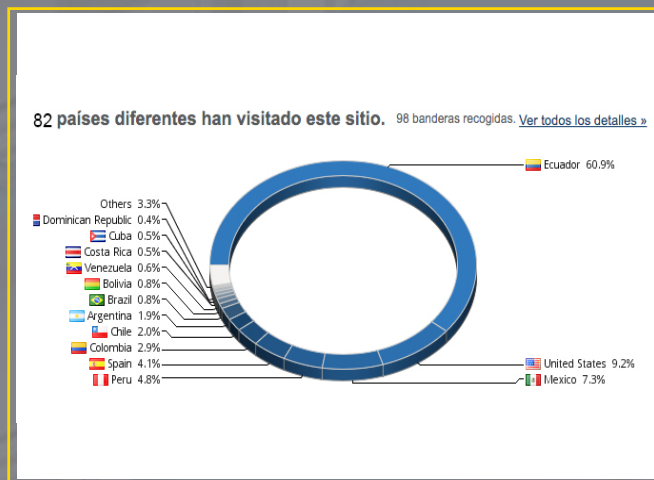 82 países diferentes han visitado este sitio. 98 banderas recogidas. Ver todos los detalles »
Ecuador 60.9%
Others 3.3%
Dominican Republic 0.4%
Cuba 0.5%
Costa Rica 0.5%
Venezuela 0.6%
Bolivia 0.8%
Brazil 0.8%
Argentina 1.9%
Chile 2.0%
Colombia 2.9%
Spain 4.1%
Peru 4.8%
United States 9.2%
Mexico 7.3%